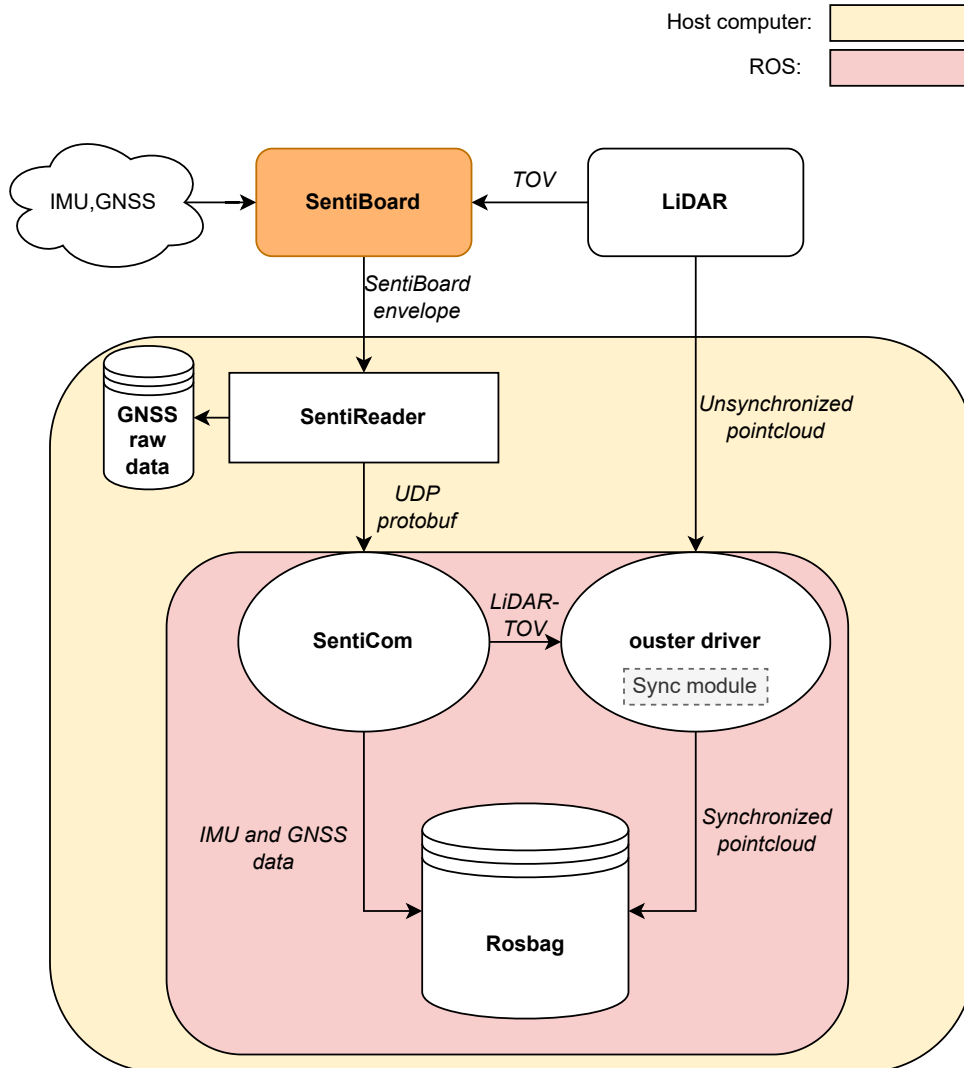 Host computer:
ROS:
IMU,GNSS
SentiBoard
TOV
LiDAR
SentiBoard
envelope
GNSS
raw
data
SentiReader
Unsynchronized
pointcloud
UDP
protobuf
SentiCom
LiDAR-
TOV
ouster driver
Sync module
IMU and GNSS
data
Synchronized
pointcloud
Rosbag